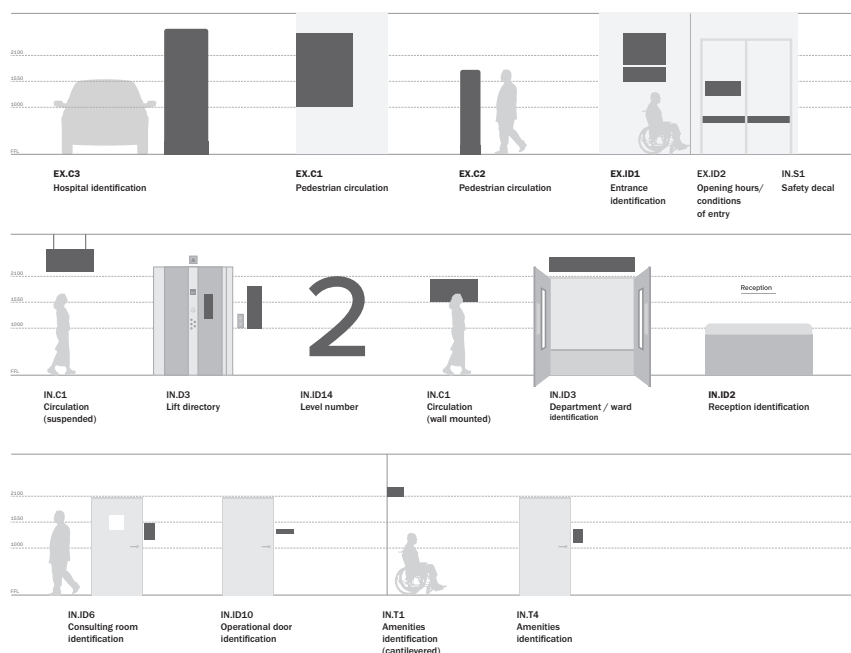 2100
1550
1000
FFL
EX.C3
Hospital identification
EX.C1
Pedestrian circulation
EX.C2
Pedestrian circulation
EX.ID1
Entrance
identification
EX.ID2
Opening hours/
conditions
of entry
IN.S1
Safety decal
2100
1550
1000
FFL
2
Reception
IN.C1
Circulation
(suspended)
IN.D3
Lift directory
IN.ID14
Level number
IN.C1
Circulation
(wall mounted)
IN.ID3
Department / ward
identification
IN.ID2
Reception identification
2100
1550
1000
FFL
IN.ID6
Consulting room
identification
IN.ID10
Operational door
identification
IN.T1
Amenities
identification
(cantilevered)
IN.T4
Amenities
identification